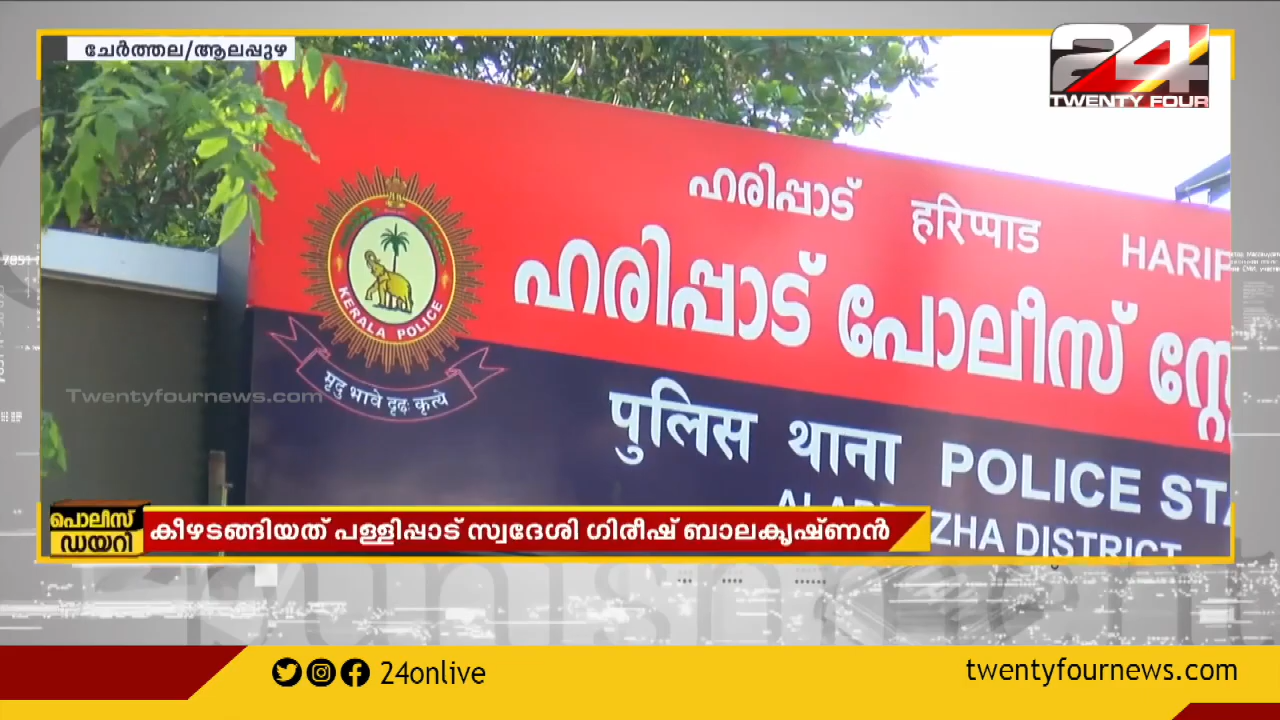 ചേർത്തല/ആലപ്പുഴ
24
TWENTY FOUR
ഹരിപ്പാട് हरिप्पाड HARIP
ഹരിപ്പാട് പോലീസ് സ്റ്റേ
KERALA POLICE
मृदु भावे दृढ कृत्ये
Twentyfournews.com
पुलिस थाना POLICE STA
ZHA DISTRICT
പൊലീസ്
ഡയറി
കീഴടങ്ങിയത് പള്ളിപ്പാട് സ്വദേശി ഗിരീഷ് ബാലകൃഷ്ണൻ
24onlive
twentyfournews.com